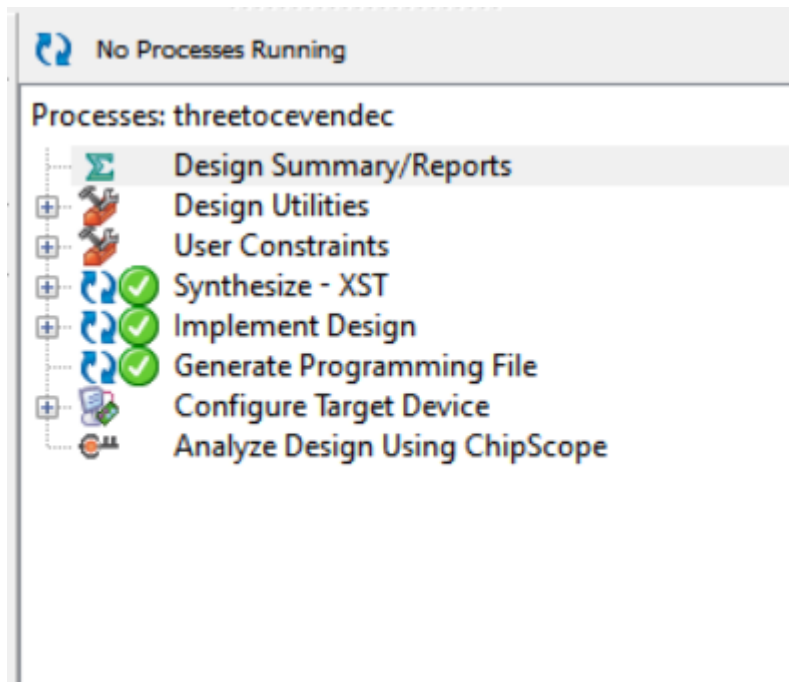 No Processes Running
Processes: threetocevendec
Design Summary/Reports
Design Utilities
User Constraints
Synthesize - XST
Implement Design
Generate Programming File
Configure Target Device
Analyze Design Using ChipScope